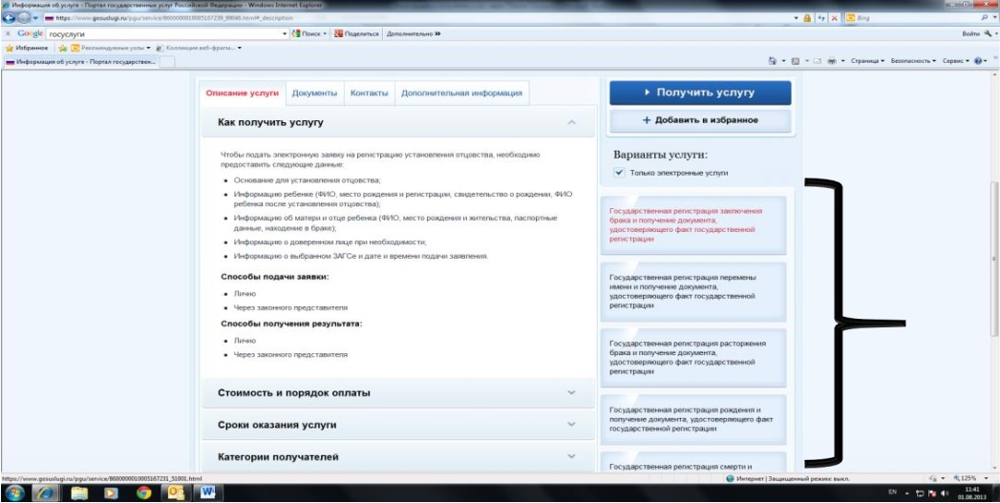 Информация об услуге - Портал государственных услуг Российской Федерации - Windows Internet Explorer
https://www.gosuslugi.ru/pgu/service/8600000010005167239_99046.html#_description
Bing
Google госуслуги
Поиск
Поделиться
Дополнительно »
Войти
Избранное
Рекомендуемые узлы
Коллекция веб-фрагм...
Информация об услуге - Портал государствен...
Страница
Безопасность
Сервис
Описание услуги
Документы
Контакты
Дополнительная информация
Как получить услугу
Чтобы подать электронную заявку на регистрацию установления отцовства, необходимо
предоставить следующие данные:
Основание для установления отцовства;
Информацию ребенке (ФИО, место рождения и регистрации, свидетельство о рождении, ФИО
ребенка после установления отцовства);
Информацию об матери и отце ребенка (ФИО, место рождения и жительства, паспортные
данные, находение в браке);
Информацию о доверенном лице при необходимости;
Информацию о выбранном ЗАГСе и дате и времени подачи заявления.
Способы подачи заявки:
Лично
Через законного представителя
Способы получения результата:
Лично
Через законного представителя
Стоимость и порядок оплаты
Сроки оказания услуги
Категории получателей
Получить услугу
+ Добавить в избранное
Варианты услуги:
Только электронные услуги
Государственная регистрация заключения
брака и получение документа,
удостоверяющего факт государственной
регистрации
Государственная регистрация перемены
имени и получение документа,
удостоверяющего факт государственной
регистрации
Государственная регистрация расторжения
брака и получение документа,
удостоверяющего факт государственной
регистрации
Государственная регистрация рождения и
получение документа, удостоверяющего факт
государственной регистрации
Государственная регистрация смерти и
https://www.gosuslugi.ru/pgu/service/8600000010005167231_51001.html
Интернет | Защищенный режим: выкл.
125%
EN
11:41
01.08.2013